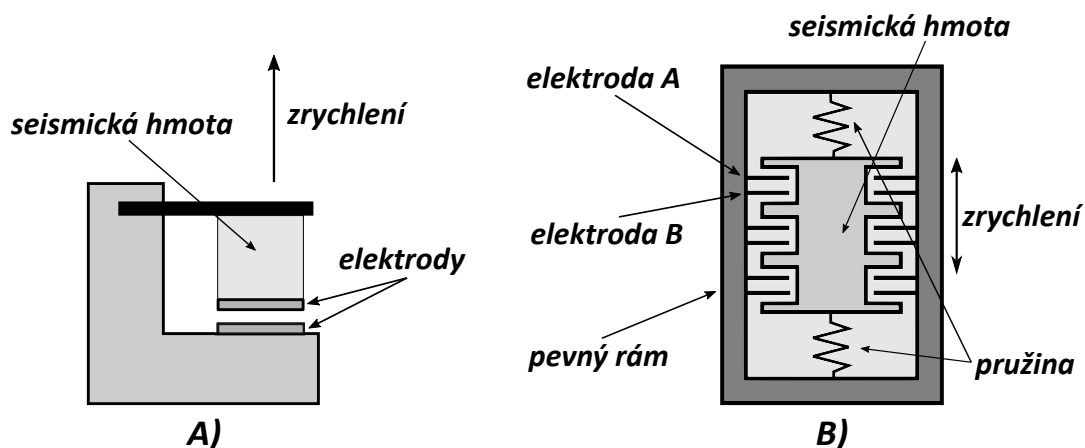 zrychlení
seismická hmota
elektrody
A)
seismická hmota
elektroda A
elektroda B
zrychlení
pevný rám
pružina
B)